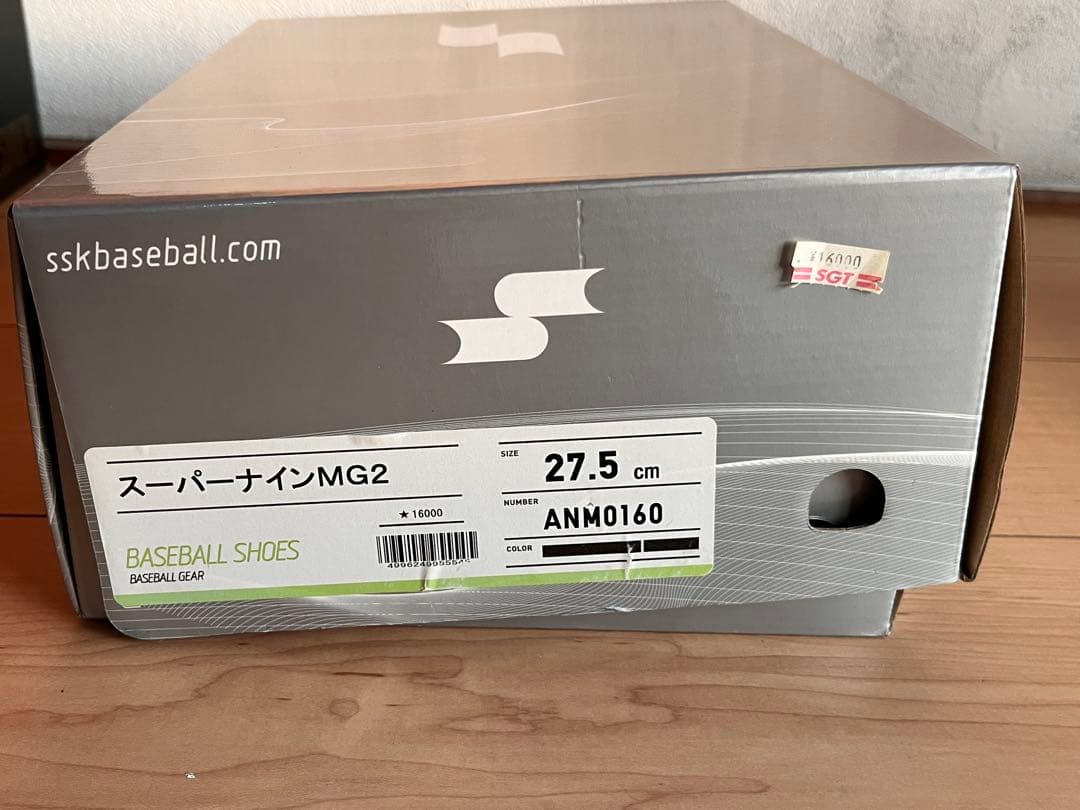 sskbaseball.com
¥16000
SGT
スーパーナインMG2
★16000
BASEBALL SHOES
BASEBALL GEAR
SIZE
27.5 cm
NUMBER
ANM0160
COLOR